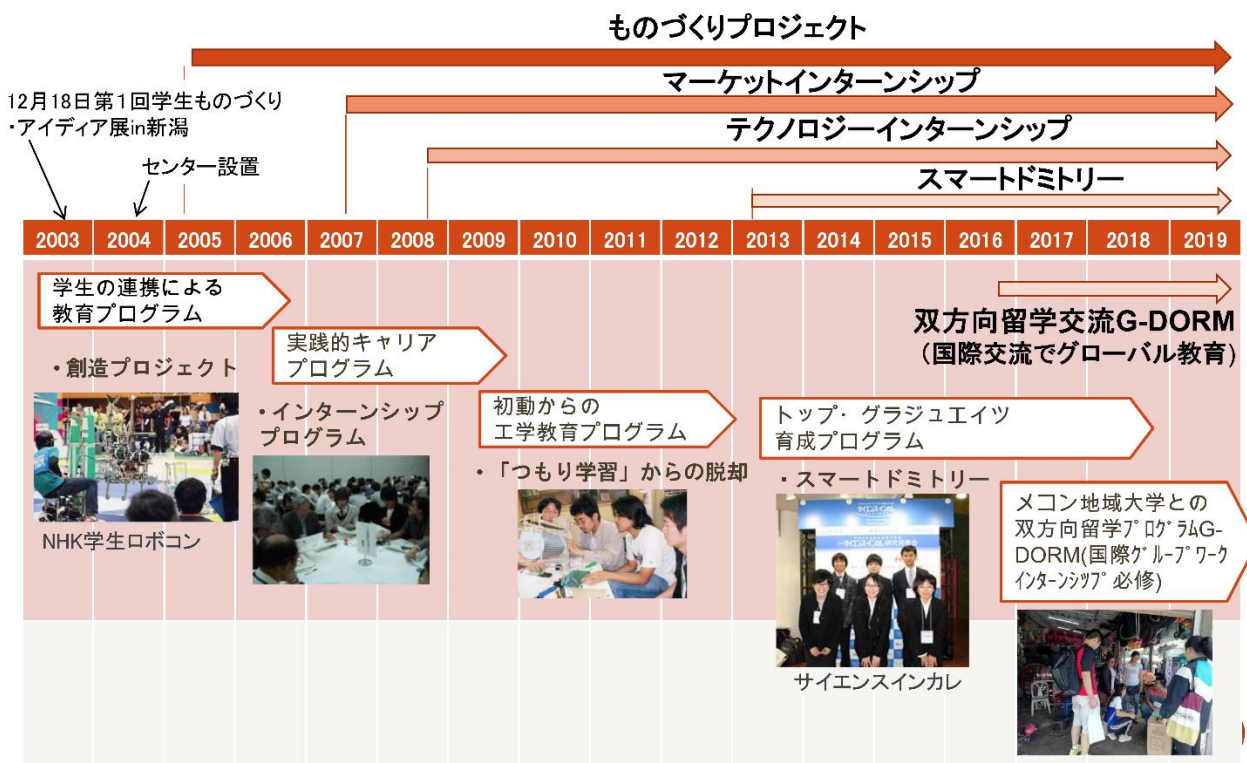 ものづくりプロジェクト
マーケットインターンシップ
12月18日第1回学生ものづくり
・アイディア展in新潟
テクノロジーインターンシップ
センター設置
スマートドミトリー
2003 2004 2005 2006 2007 2008 2009 2010 2011 2012 2013 2014 2015 2016 2017 2018 2019
学生の連携による
教育プログラム
双方向留学交流G-DORM
(国際交流でグローバル教育)
実践的キャリア
プログラム
・創造プロジェクト
NHK学生ロボコン
・インターンシップ
プログラム
初動からの
工学教育プログラム
・「つもり学習」からの脱却
トップ・グラジュエイツ
育成プログラム
・スマートドミトリー
サイエンスインカレ
メコン地域大学との
双方向留学ﾌﾟﾛｸﾞﾗﾑG-
DORM(国際ｸﾞﾙｰﾌﾟﾜｰｸ
ｲﾝﾀｰﾝｼｯﾌﾟ必修)